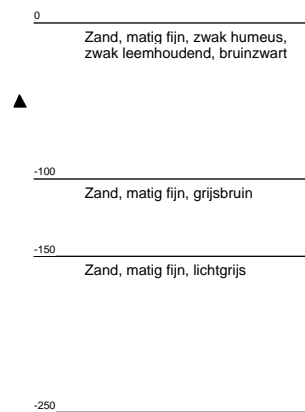 0
Zand, matig fijn, zwak humeus,
zwak leemhoudend, bruinzwart
-100
Zand, matig fijn, grijsbruin
-150
Zand, matig fijn, lichtgrijs
-250